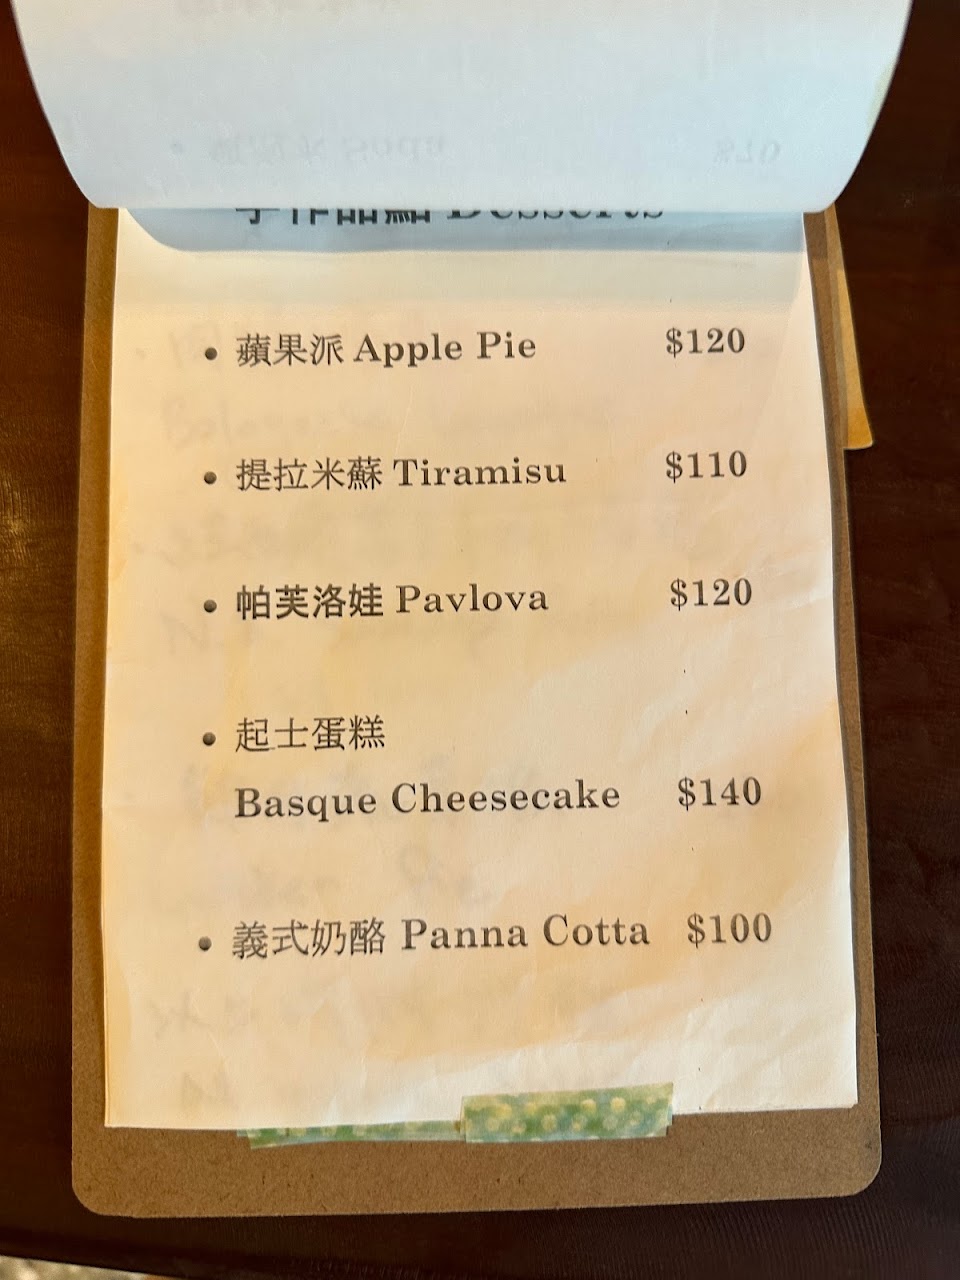 手作甜點 Desserts
• 蘋果派 Apple Pie $120
• 提拉米蘇 Tiramisu $110
• 帕芙洛娃 Pavlova $120
• 起士蛋糕
Basque Cheesecake $140
• 義式奶酪 Panna Cotta $100